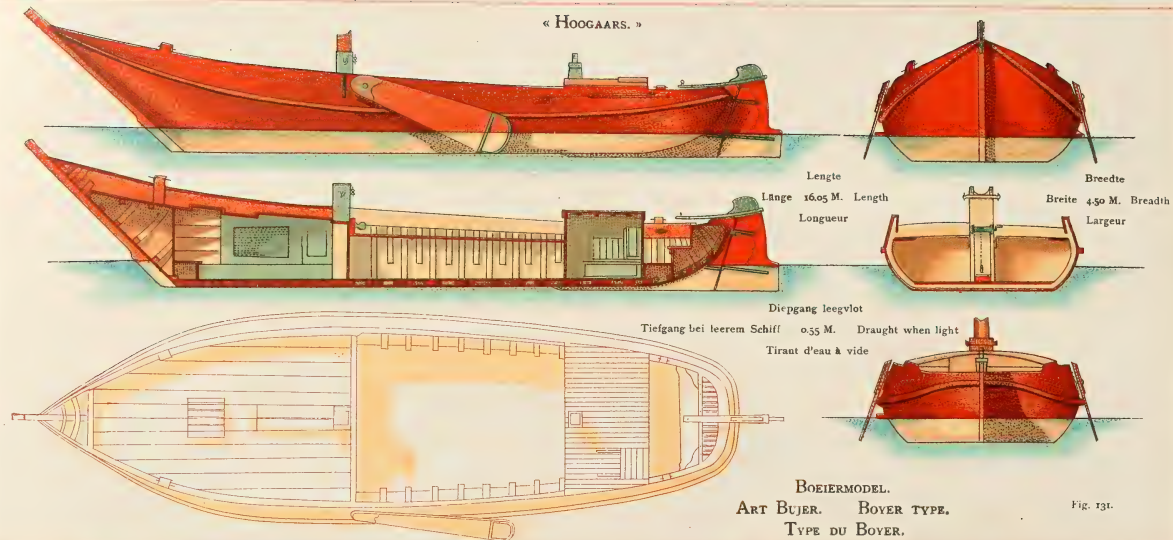 « HOOGAARS. »
Lengte
Länge 16.05 M. Length
Longueur
Breedte
Breite 4.50 M. Breadth
Largeur
Diepgang leegvlot
Tiefgang bei leerem Schiff 0.55 M. Draught when light
Tirant d'eau à vide
BOEIERMODEL.
ART BUJER. BOYER TYPE.
TYPE DU BOYER.
Fig. 131.